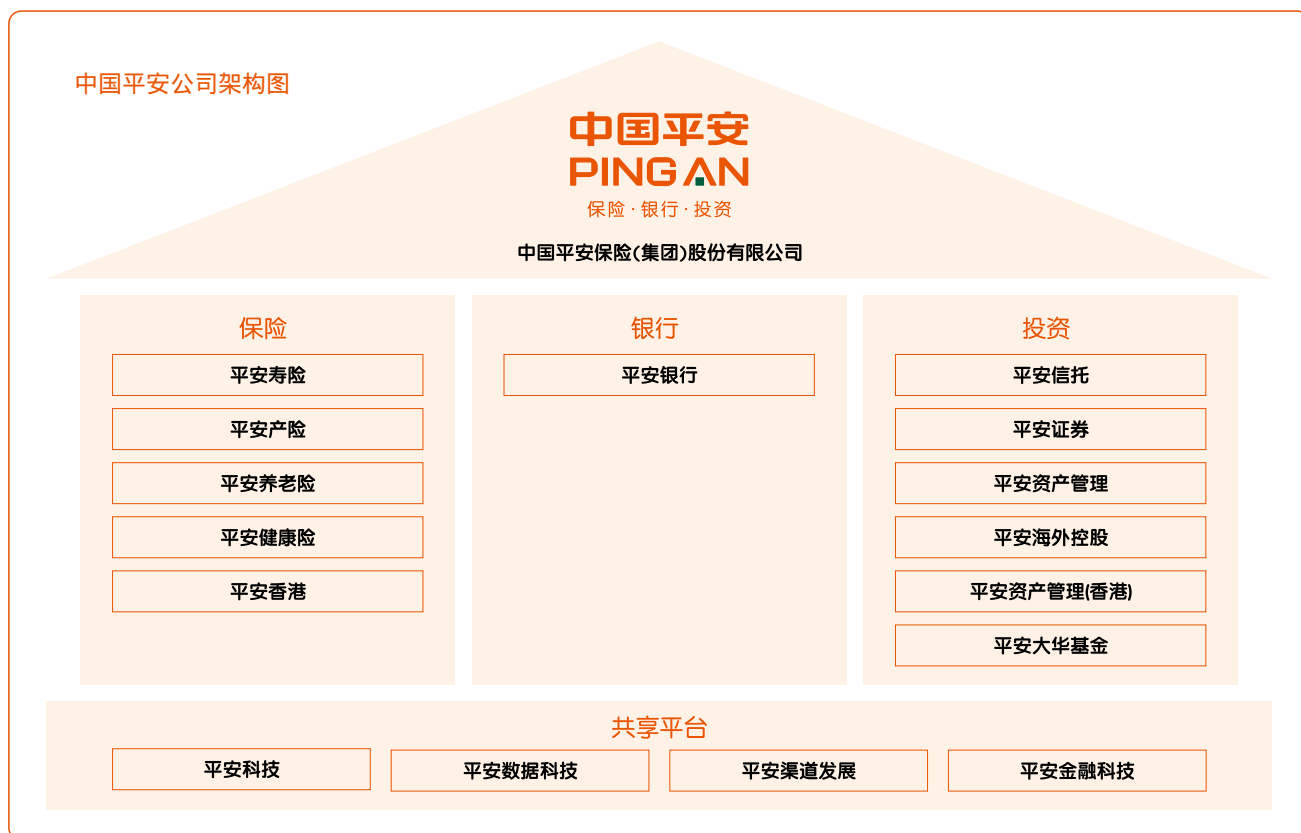 中国平安公司架构图
中国平安
PING AN
保险·银行·投资
中国平安保险(集团)股份有限公司
保险
平安寿险
平安产险
平安养老险
平安健康险
平安香港
银行
平安银行
投资
平安信托
平安证券
平安资产管理
平安海外控股
平安资产管理(香港)
平安大华基金
共享平台
平安科技
平安数据科技
平安渠道发展
平安金融科技